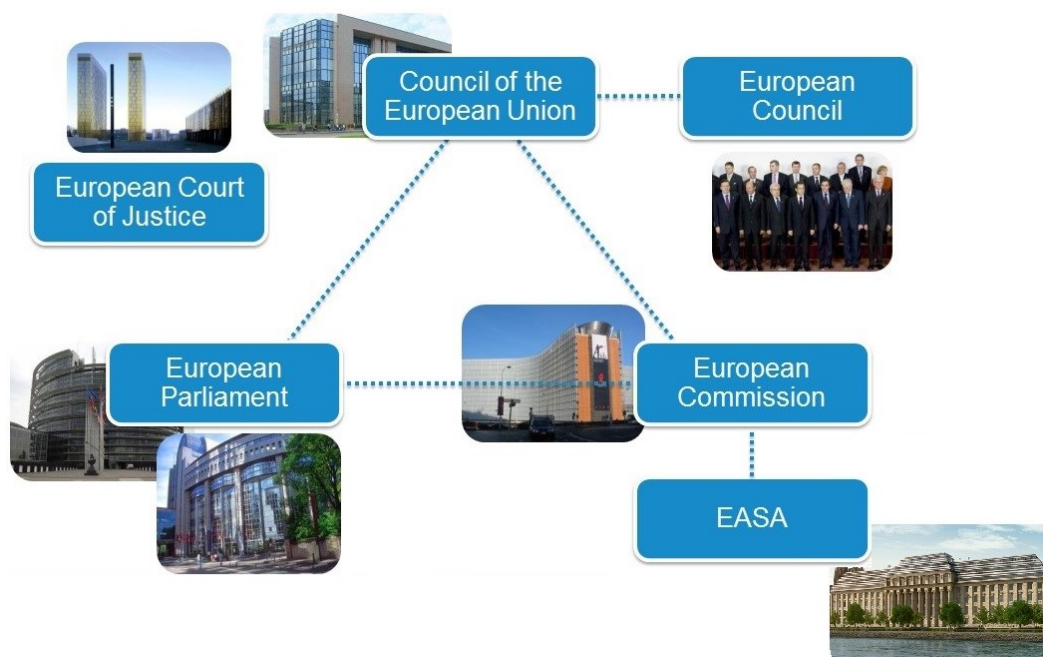 Council of the
European Union
European
Council
European Court
of Justice
European
Parliament
European
Commission
EASA